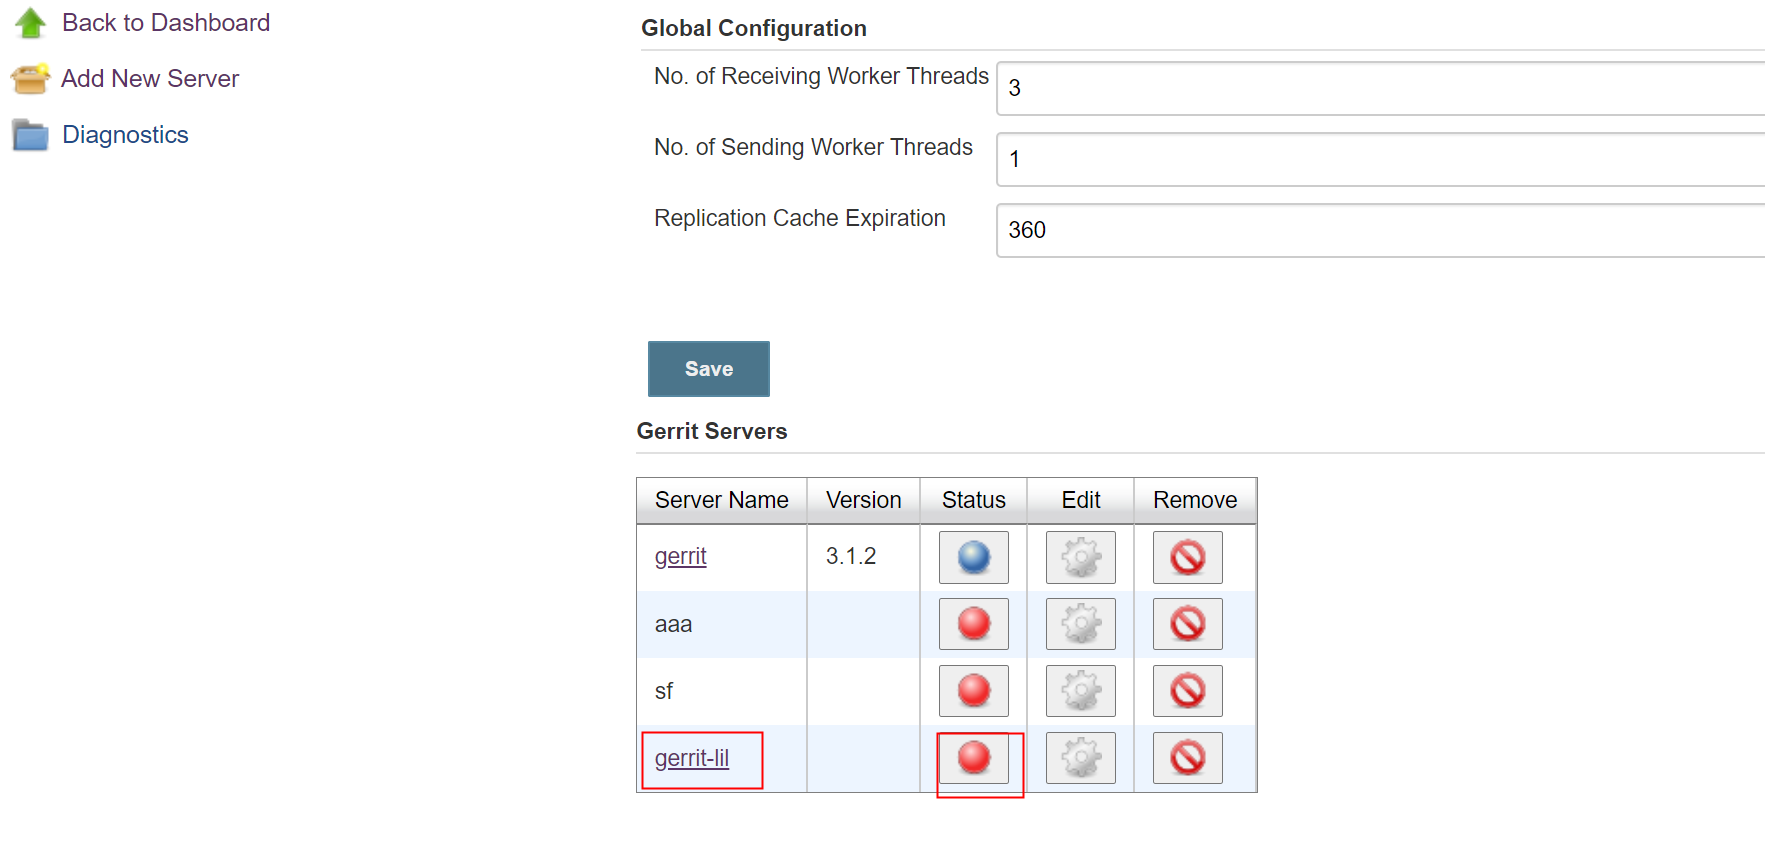 Back to Dashboard
Add New Server
Diagnostics
Global Configuration
No. of Receiving Worker Threads 3
No. of Sending Worker Threads 1
Replication Cache Expiration 360
Save
Gerrit Servers
Server Name Version Status Edit Remove
gerrit 3.1.2
aaa
sf
gerrit-lil